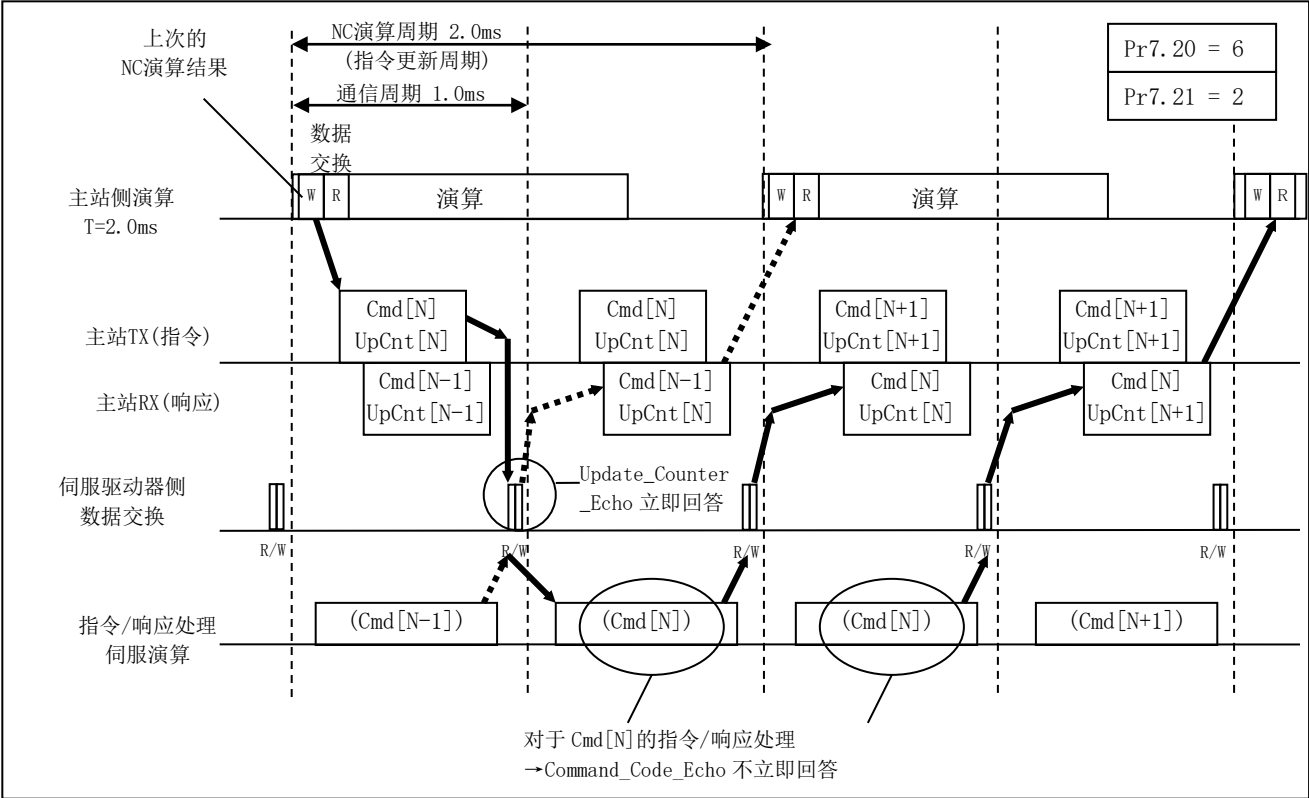 上次的
NC演算结果
NC演算周期 2.0ms
(指令更新周期)
通信周期 1.0ms
数据
交换
Pr7.20 = 6
Pr7.21 = 2
主站侧演算
T=2.0ms
W R 演算 W R 演算 W R
主站TX(指令)
Cmd[N]
UpCnt[N]
Cmd[N]
UpCnt[N]
Cmd[N+1]
UpCnt[N+1]
Cmd[N+1]
UpCnt[N+1]
主站RX(响应)
Cmd[N-1]
UpCnt[N-1]
Cmd[N-1]
UpCnt[N]
Cmd[N]
UpCnt[N]
Cmd[N]
UpCnt[N+1]
伺服驱动器侧
数据交换
Update_Counter
_Echo 立即回答
R/W R/W R/W R/W R/W
指令/响应处理
伺服演算
(Cmd[N-1]) (Cmd[N]) (Cmd[N]) (Cmd[N+1])
对于 Cmd[N]的指令/响应处理
→Command_Code_Echo 不立即回答